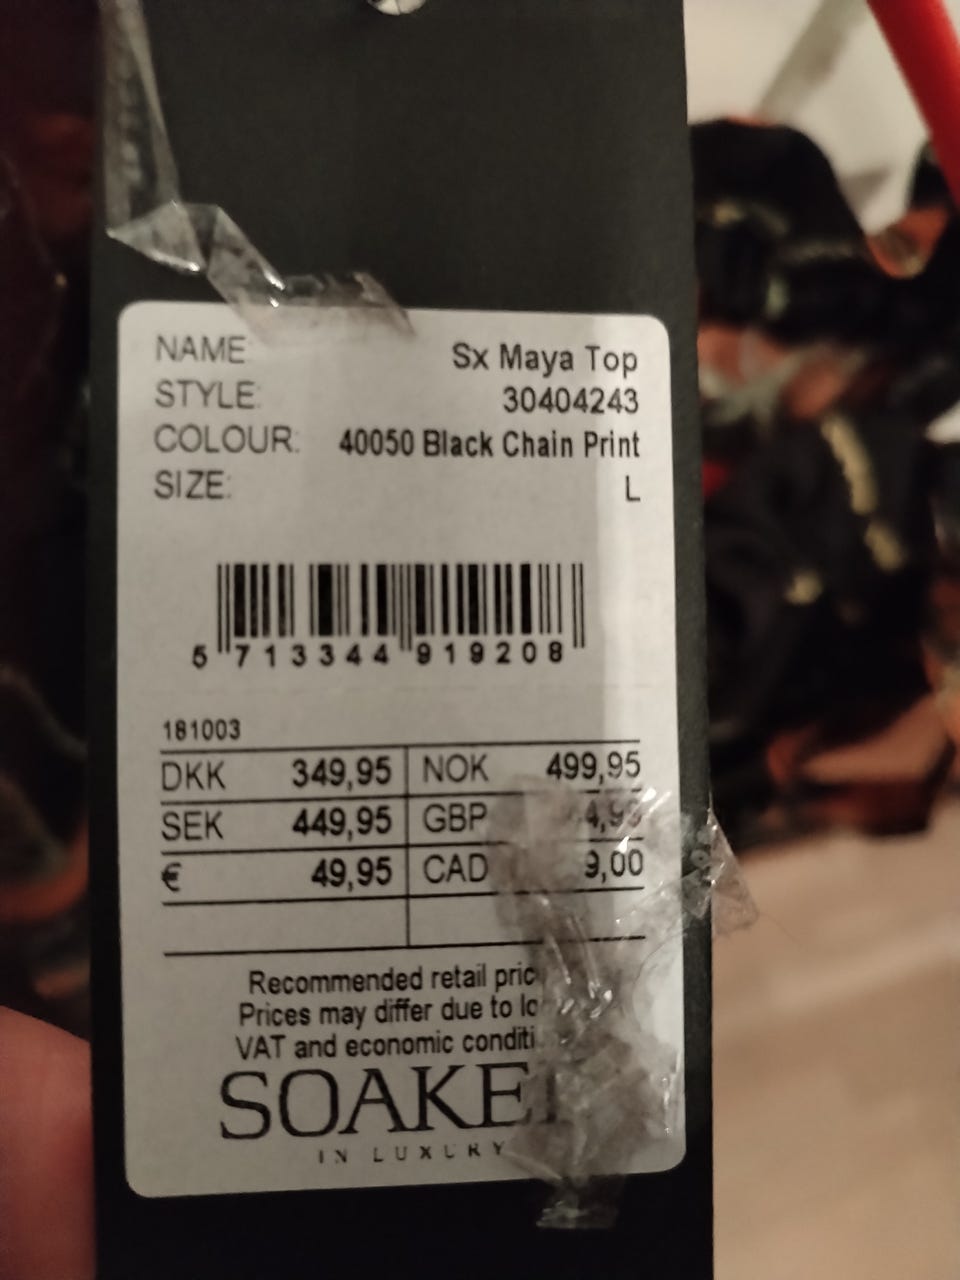 NAME Sx Maya Top
STYLE: 30404243
COLOUR: 40050 Black Chain Print
SIZE: L
5 713344 919208
181003
DKK 349,95 NOK 499,95
SEK 449,95 GBP
€ 49,95 CAD
Recommended retail
Prices may differ due to
VAT and economic
SOAKE
IN LUXURY